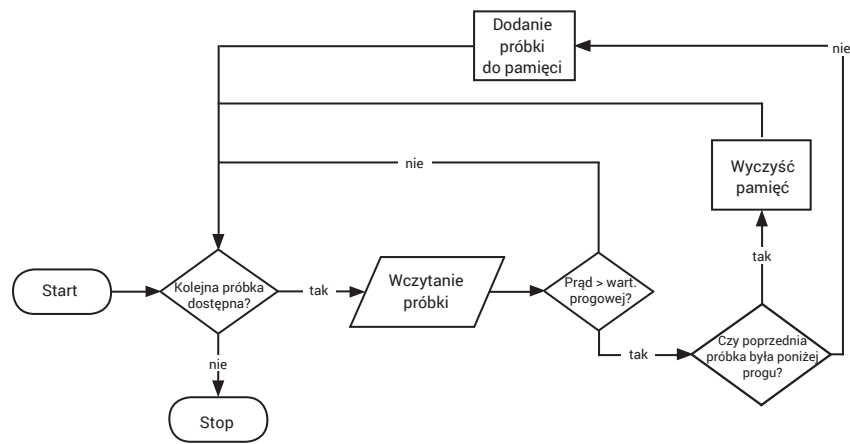 Dodanie
próbki
do pamięci
nie
Wyczyść
pamięć
nie
tak
Start
Kolejna próbka
dostępna?
tak
Wczytanie
próbki
Prąd > wart.
progowej?
tak
Czy poprzednia
próbka była poniżej
progu?
nie
Stop